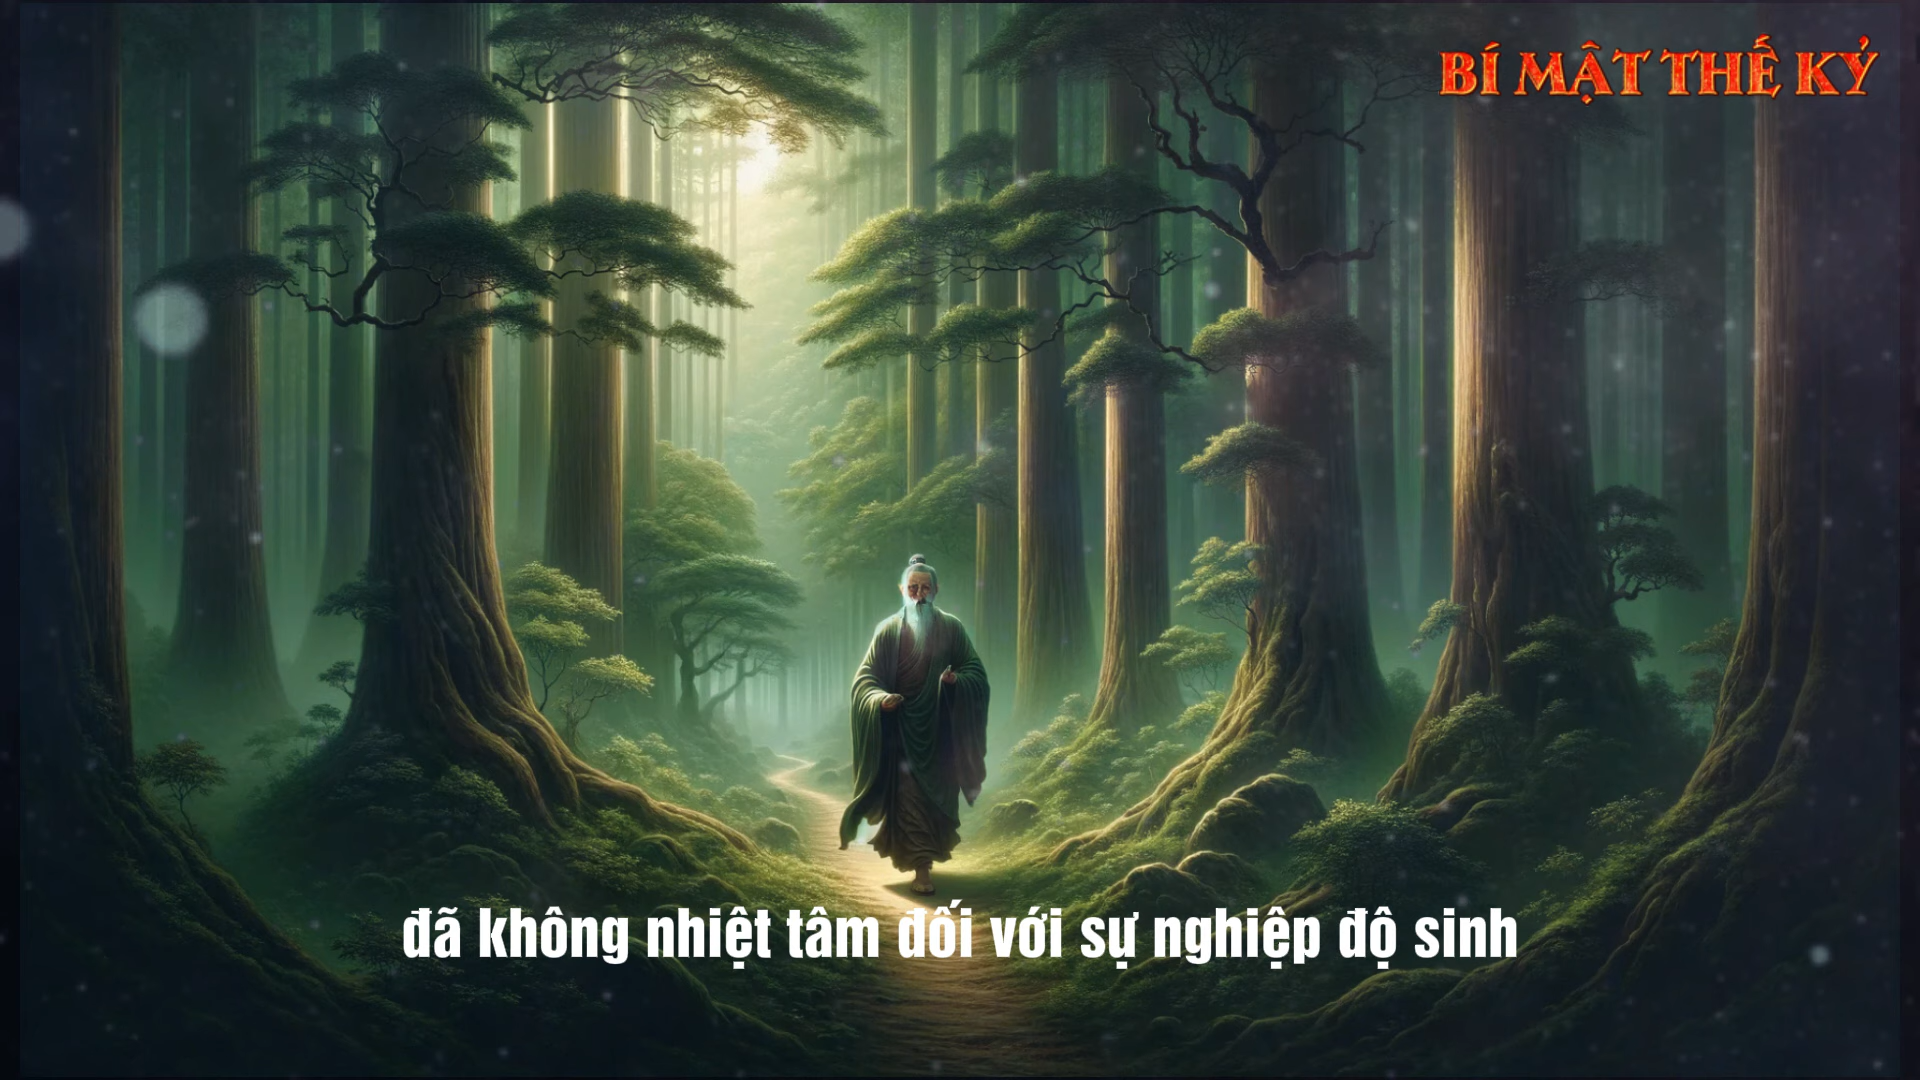 BÍ MẬT THẾ KỶ
đã không nhiệt tâm đối với sự nghiệp độ sinh